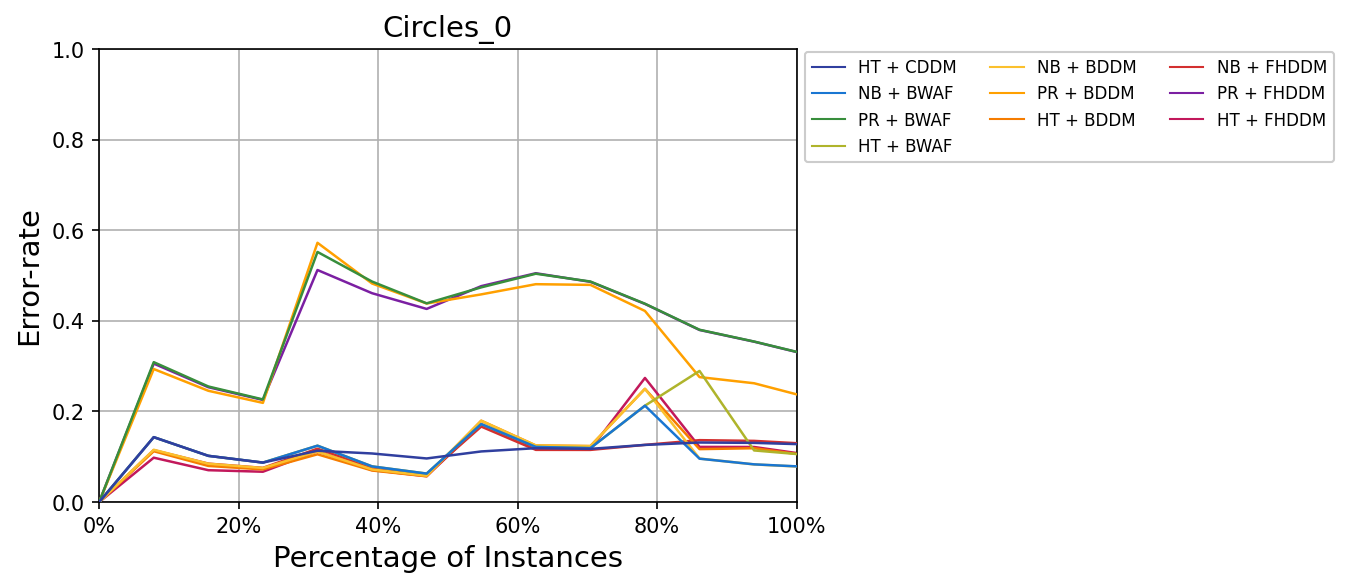 Circles_0
1.0
0.8
0.6
0.4
0.2
0.0
Error-rate
0% 20% 40% 60% 80% 100%
Percentage of Instances
HT + CDDM NB + BDDM NB + FHDDM
NB + BWAF PR + BDDM PR + FHDDM
PR + BWAF HT + BDDM HT + FHDDM
HT + BWAF